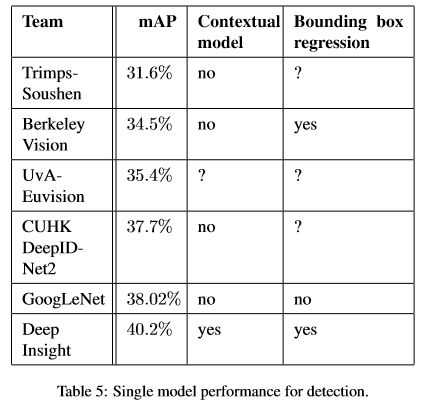 Team mAP Contextual model Bounding box regression
Trimps-Soushen 31.6% no ?
Berkeley Vision 34.5% no yes
UvA-Euvision 35.4% ? ?
CUHK DeepID-Net2 37.7% no ?
GoogLeNet 38.02% no no
Deep Insight 40.2% yes yes
Table 5: Single model performance for detection.